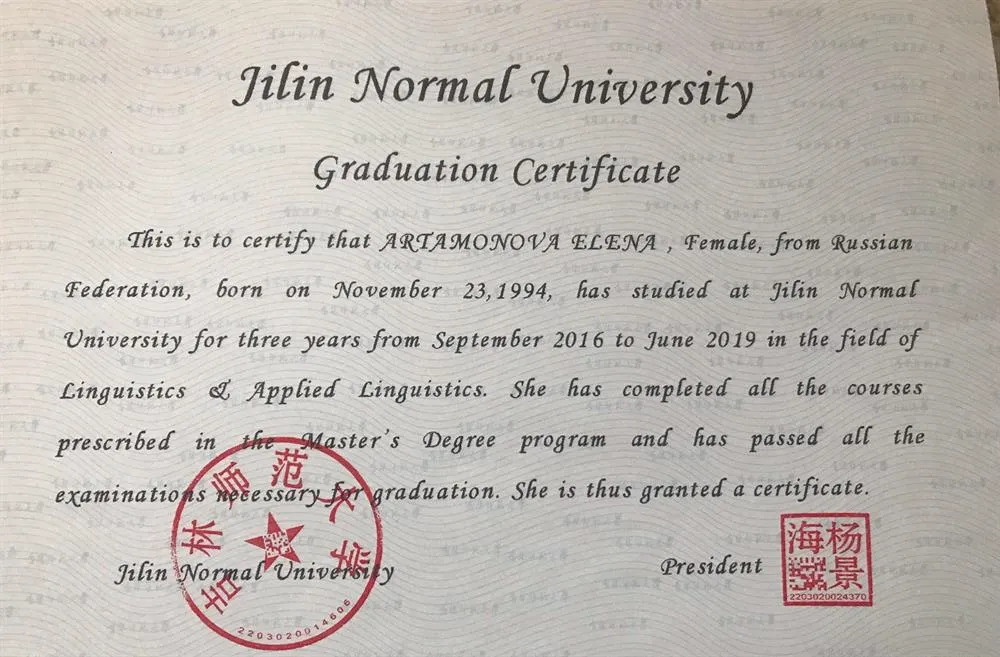 Jilin Normal University
Graduation Certificate
This is to certify that ARTAMONOVA ELENA , Female, from Russian
Federation, born on November 23,1994, has studied at Jilin Normal
University for three years from September 2016 to June 2019 in the field of
Linguistics & Applied Linguistics. She has completed all the courses
prescribed in the Master's Degree program and has passed all the
examinations necessary for graduation. She is thus granted a certificate.
Jilin Normal University
吉林师范大学
2203020014606
President
杨景海
2203020024370